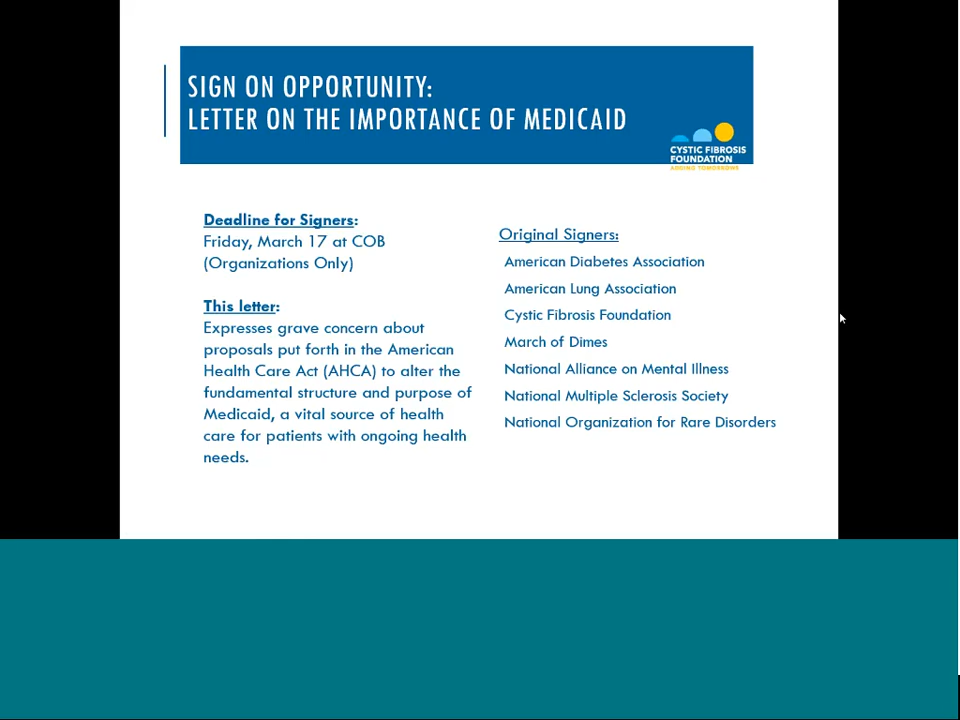 SIGN ON OPPORTUNITY:
LETTER ON THE IMPORTANCE OF MEDICAID
CYSTIC FIBROSIS
FOUNDATION
ADDING TOMORROWS
Deadline for Signers:
Friday, March 17 at COB
(Organizations Only)
This letter:
Expresses grave concern about
proposals put forth in the American
Health Care Act (AHCA) to alter the
fundamental structure and purpose of
Medicaid, a vital source of health
care for patients with ongoing health
needs.
Original Signers:
American Diabetes Association
American Lung Association
Cystic Fibrosis Foundation
March of Dimes
National Alliance on Mental Illness
National Multiple Sclerosis Society
National Organization for Rare Disorders